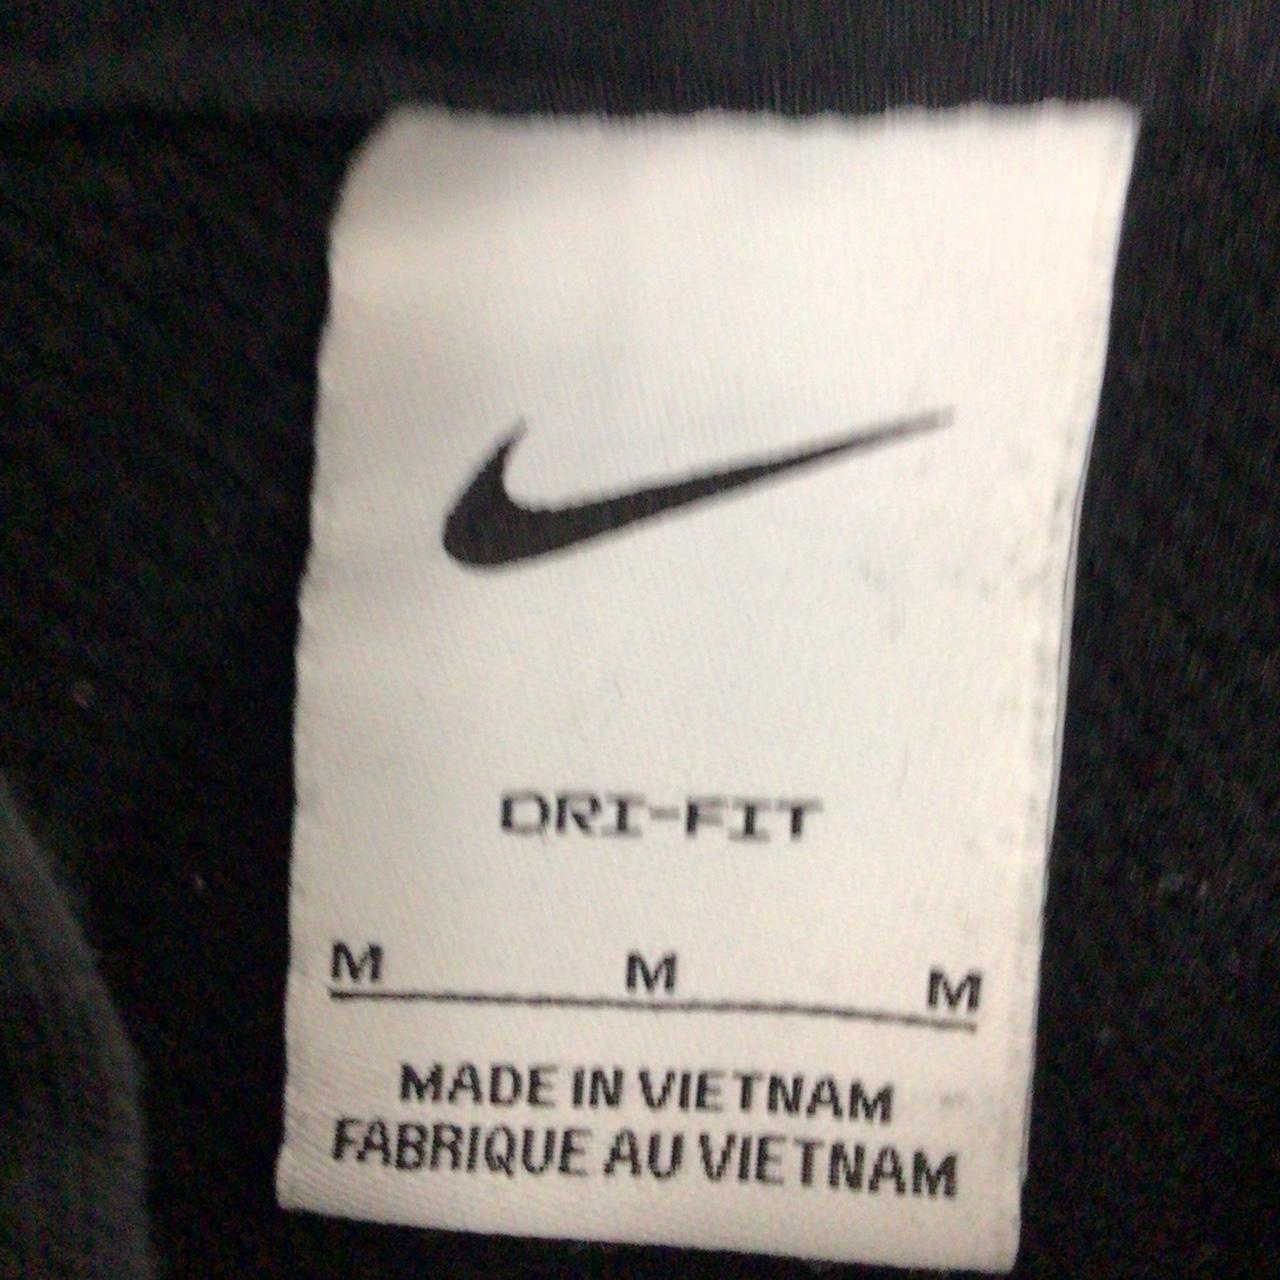 DRI-FIT
M M M
MADE IN VIETNAM
FABRIQUE AU VIETNAM